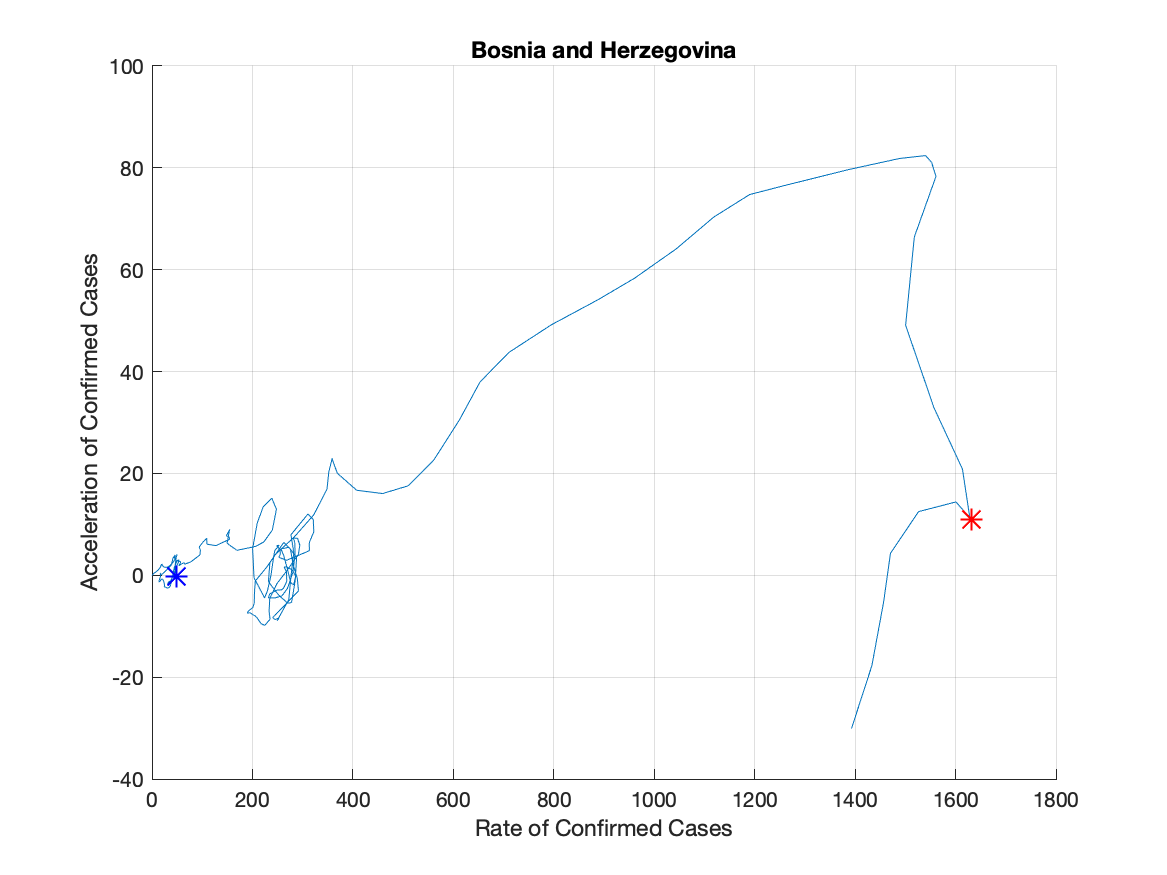 Bosnia and Herzegovina
100
80
60
40
20
0
-20
-40
Acceleration of Confirmed Cases
0 200 400 600 800 1000 1200 1400 1600 1800
Rate of Confirmed Cases